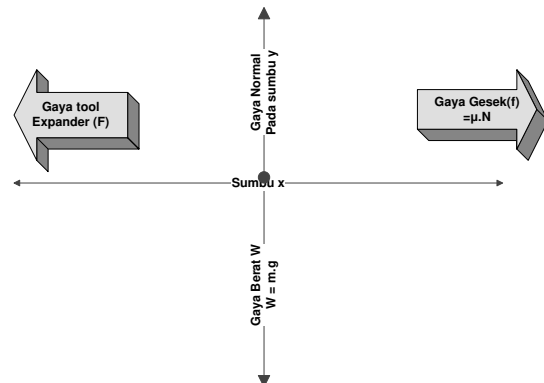 Gaya Normal
Pada sumbu y
Gaya tool
Expander (F)
Gaya Gesek(f)
=µ.N
Sumbu x
Gaya Berat W
W = m.g